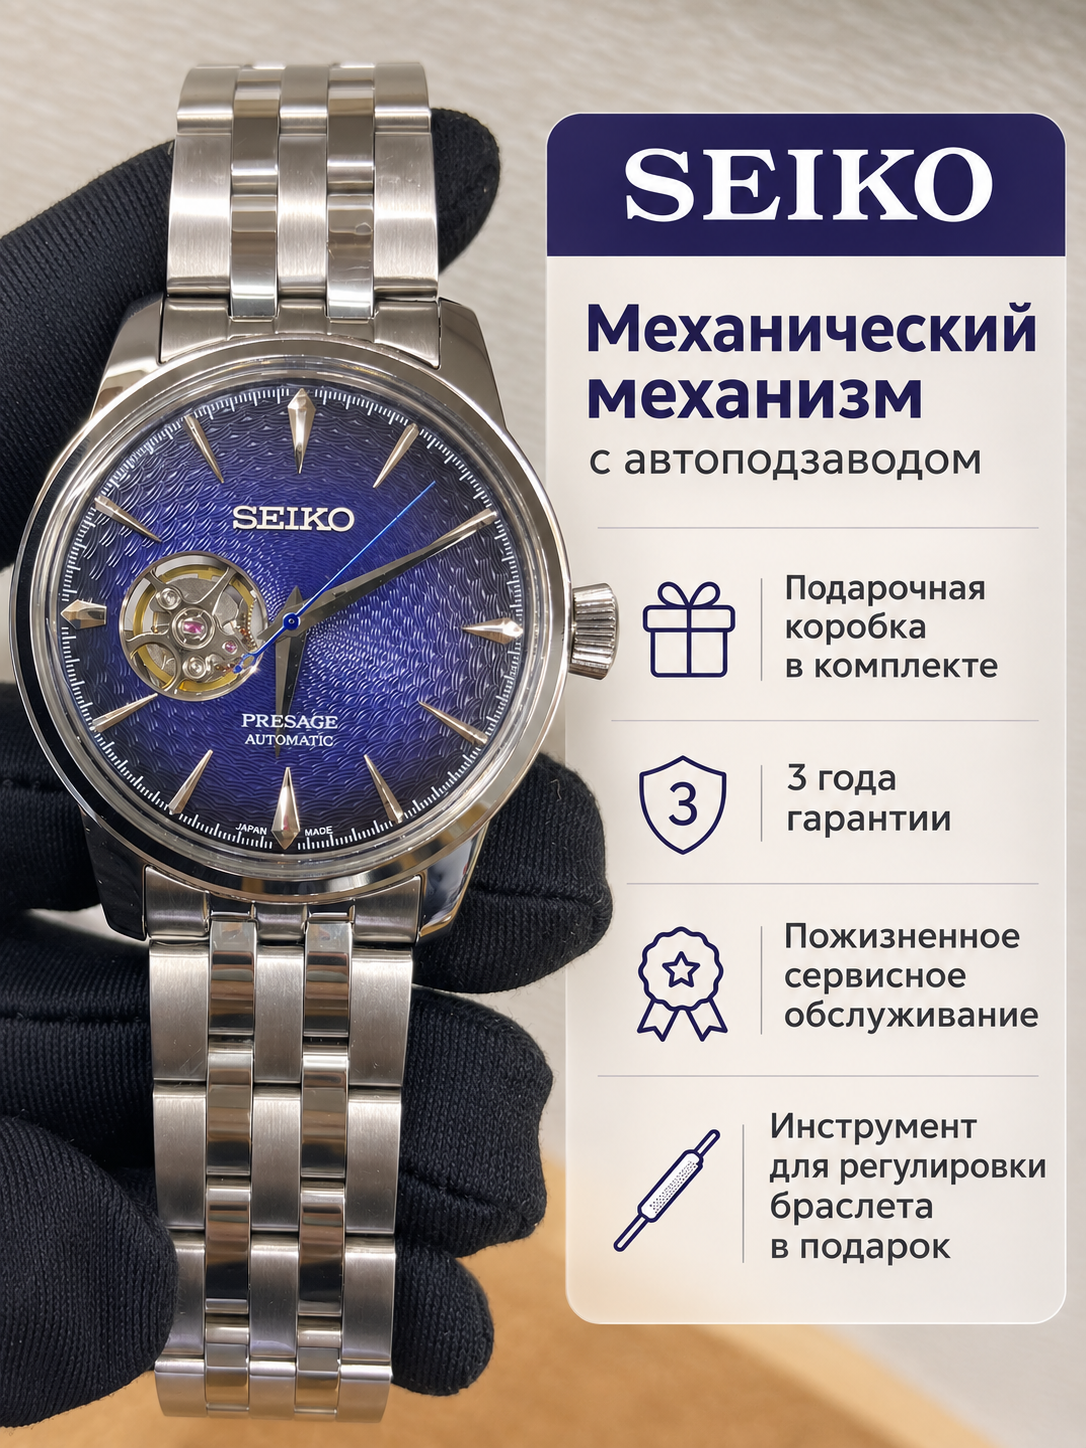 SEIKO
PRESAGE
AUTOMATIC
JAPAN MADE
SEIKO
Механический
механизм
с автоподзаводом
Подарочная
коробка
в комплекте
3
3 года
гарантии
Пожизненное
сервисное
обслуживание
Инструмент
для регулировки
браслета
в подарок